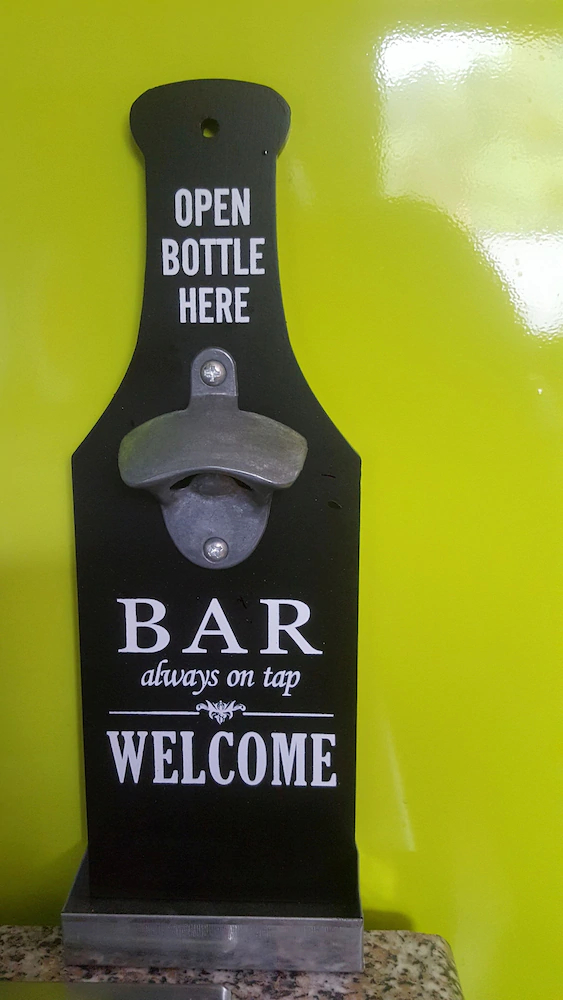 OPEN
BOTTLE
HERE
BAR
always on tap
WELCOME